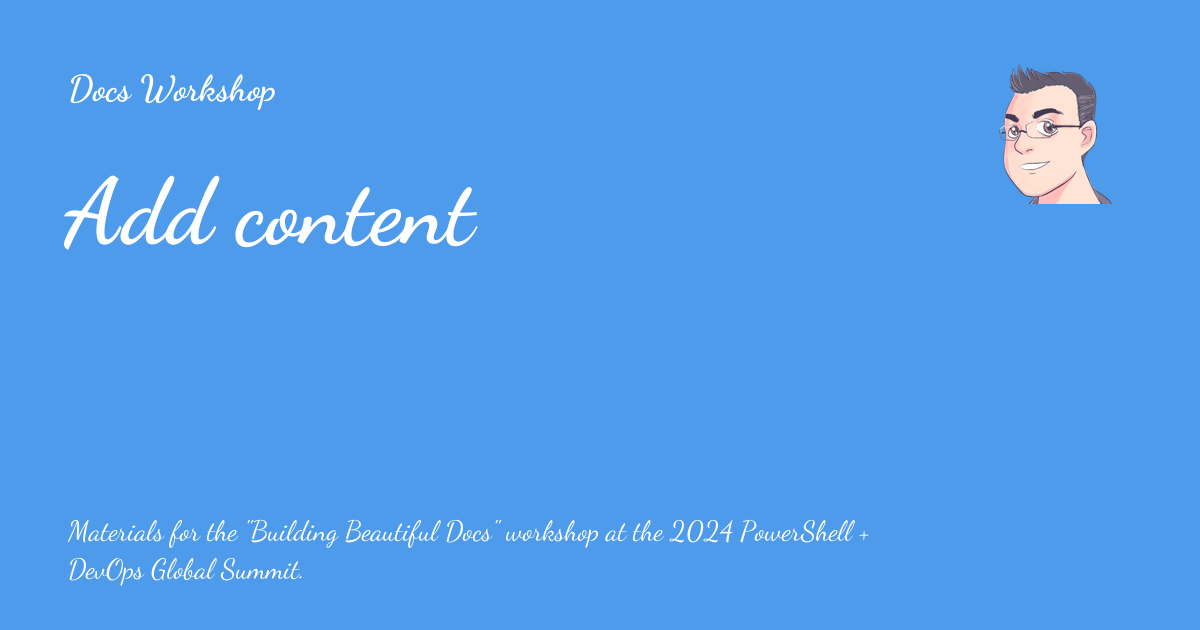 Docs Workshop
Add content
Materials for the "Building Beautiful Docs" workshop at the 2024 PowerShell +
DevOps Global Summit.